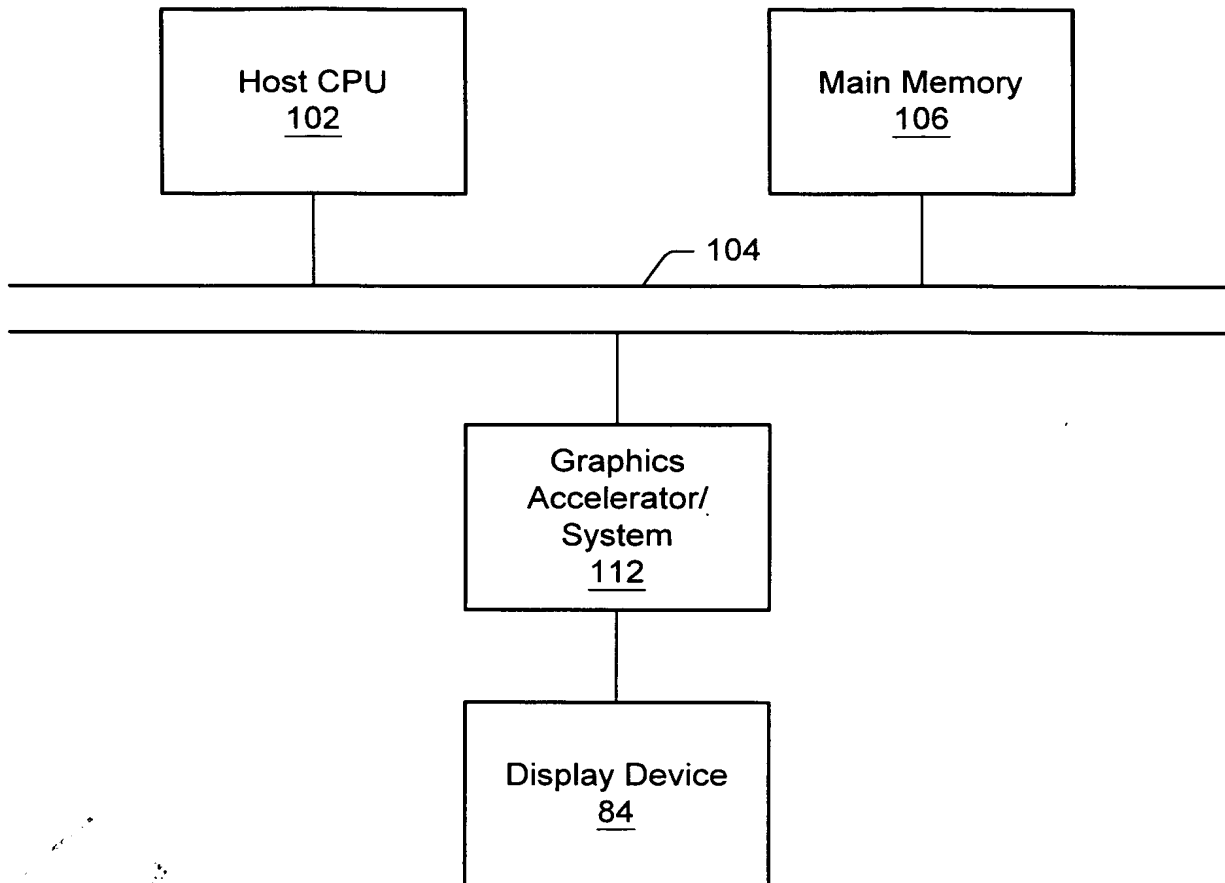 Host CPU
102
Main Memory
106
104
Graphics
Accelerator/
System
112
Display Device
84